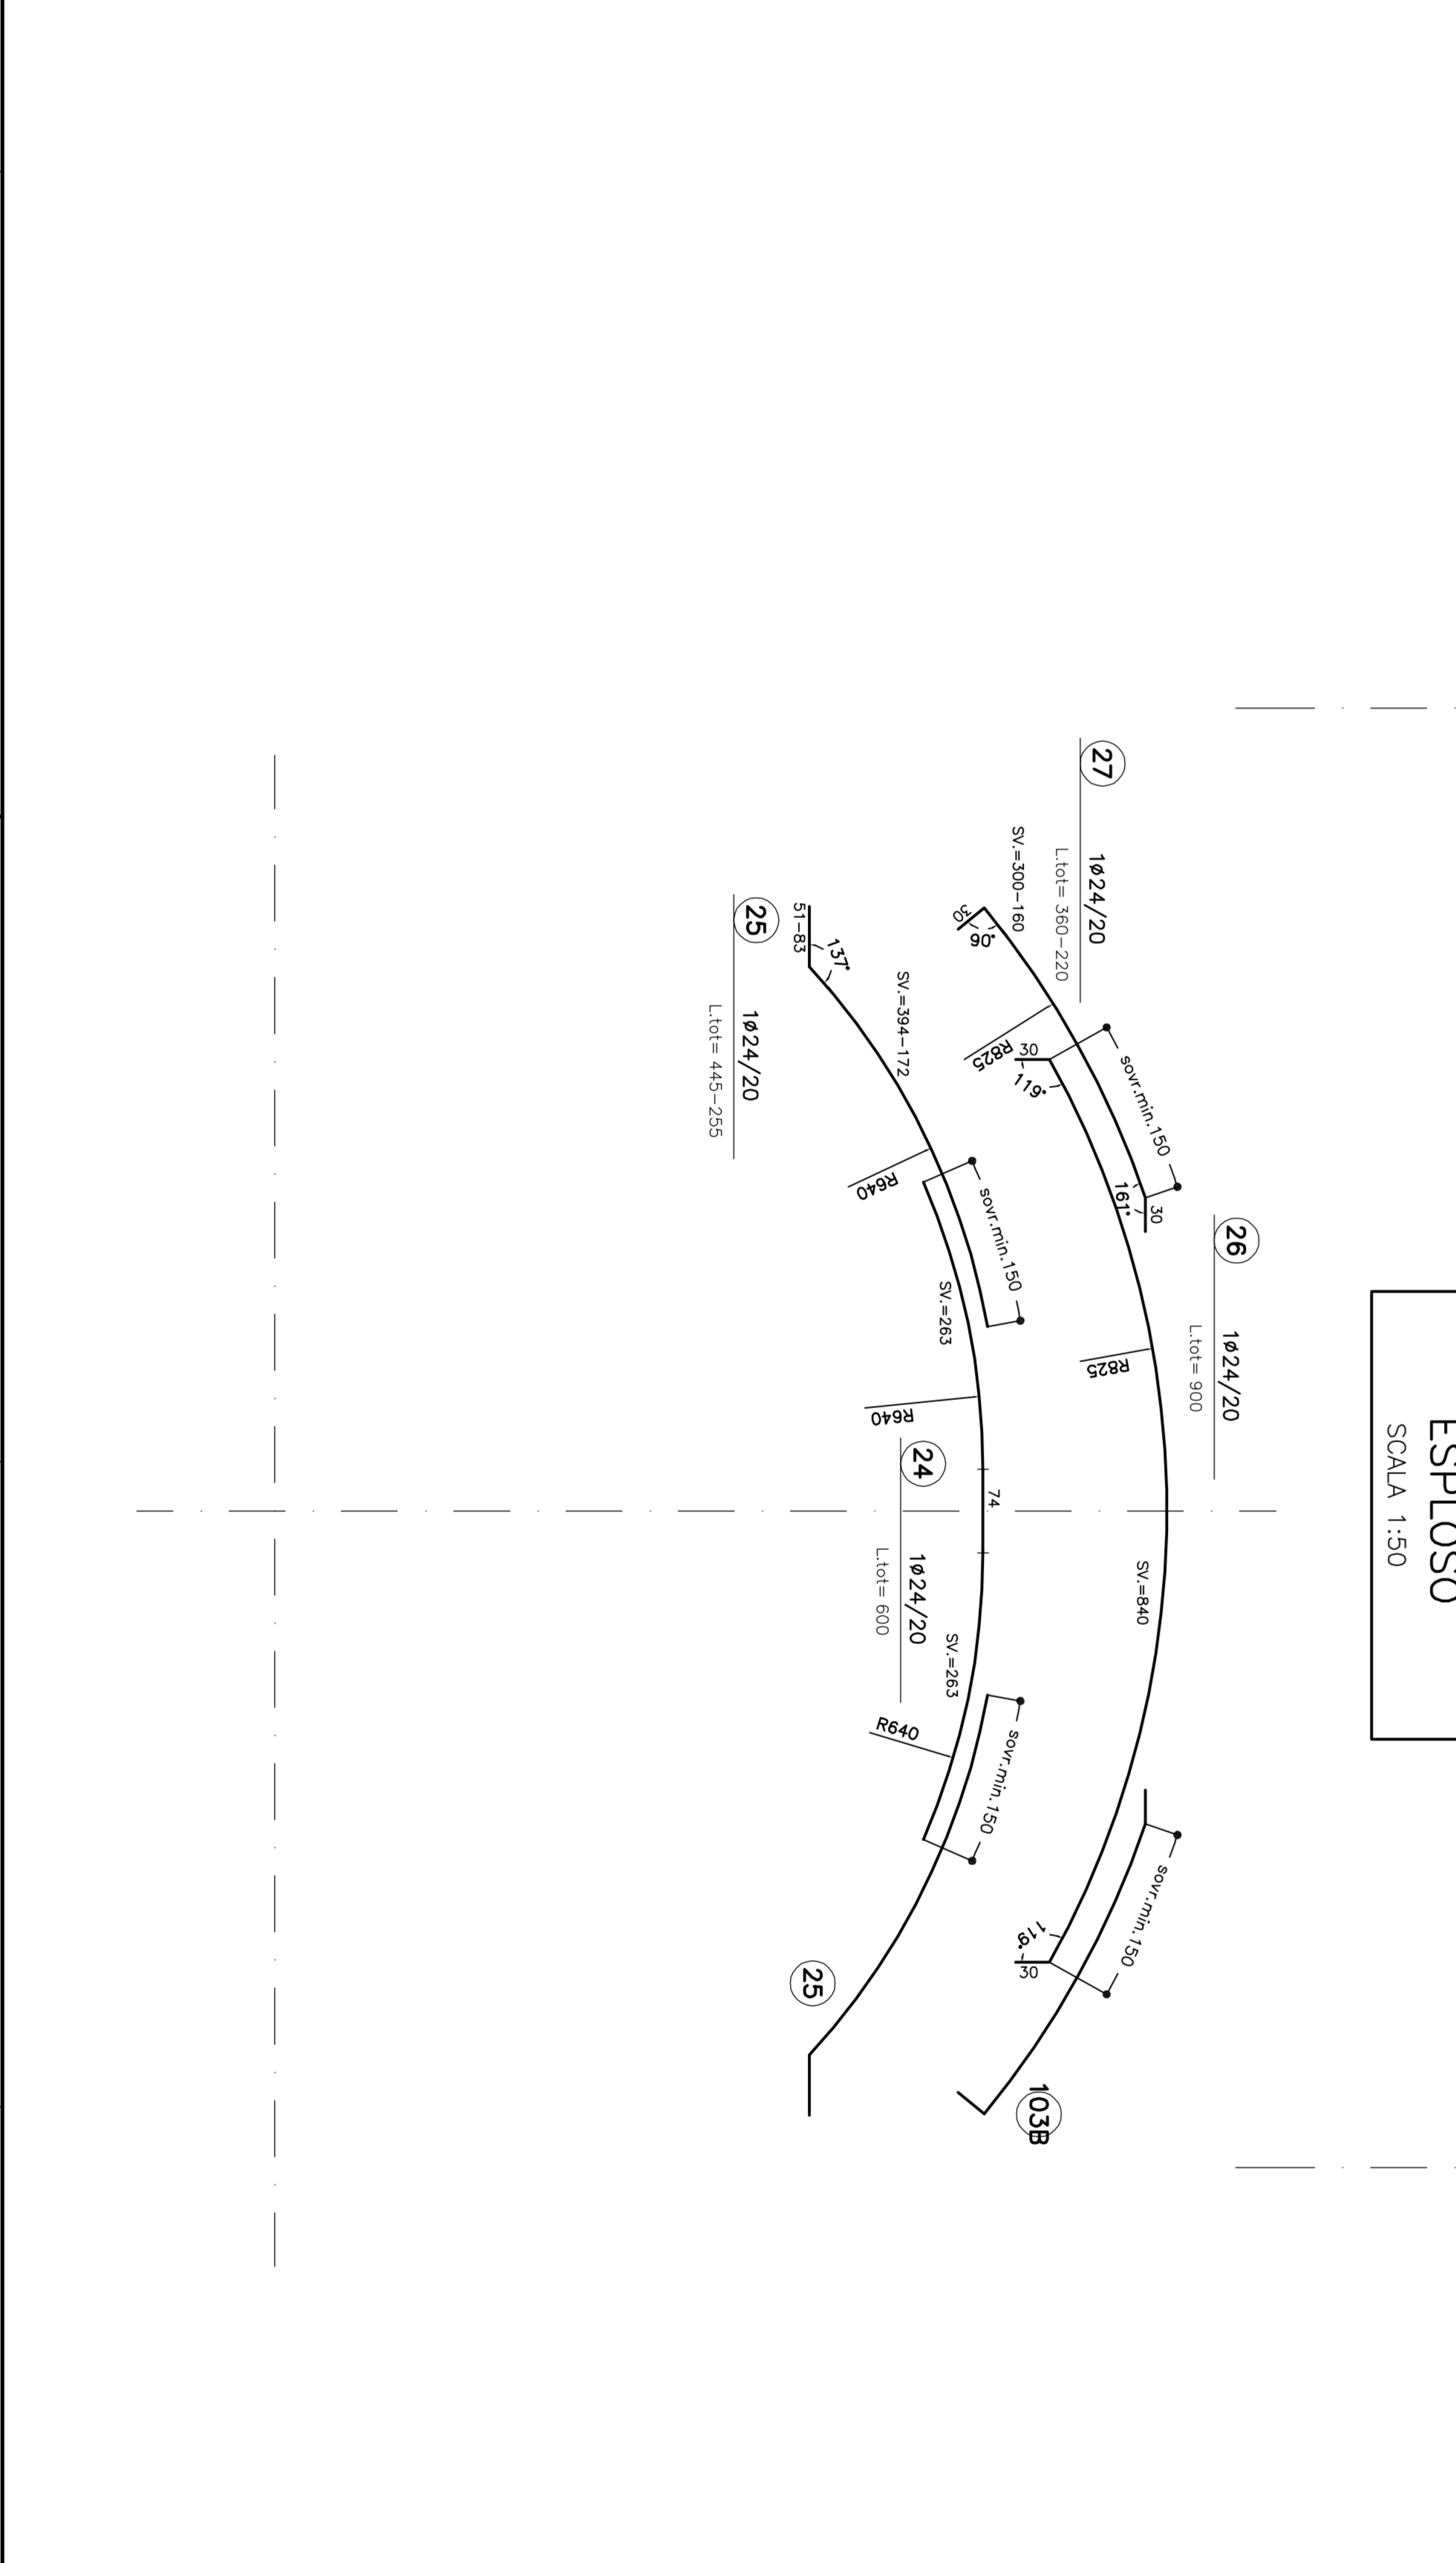 ESPLOSO
SCALA 1:50
26
1ø24/20
L.tot= 900
27
1ø24/20
L.tot= 360-220
SV.=300-160
30
90°
R825
30
119°
sovr.min.150
161°
30
R825
SV.=840
sovr.min.150
119°
30
103B
25
1ø24/20
L.tot= 445-255
51-83
137°
SV.=394-172
R640
sovr.min.150
SV.=263
R640
74
24
1ø24/20
L.tot= 600
SV.=263
R640
sovr.min.150
25